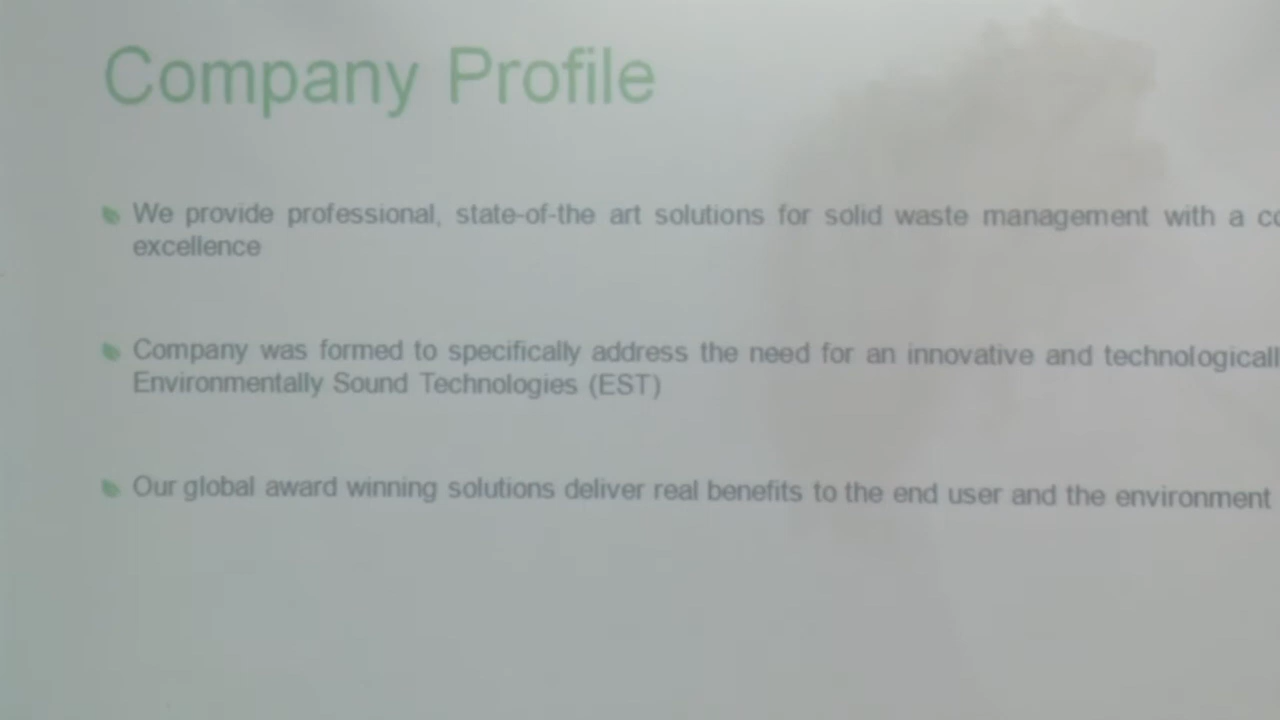 Company Profile
We provide professional, state-of-the art solutions for solid waste management with a
excellence
Company was formed to specifically address the need for an innovative and
Environmentally Sound Technologies (EST)
Our global award winning solutions deliver real benefits to the end user and the environment